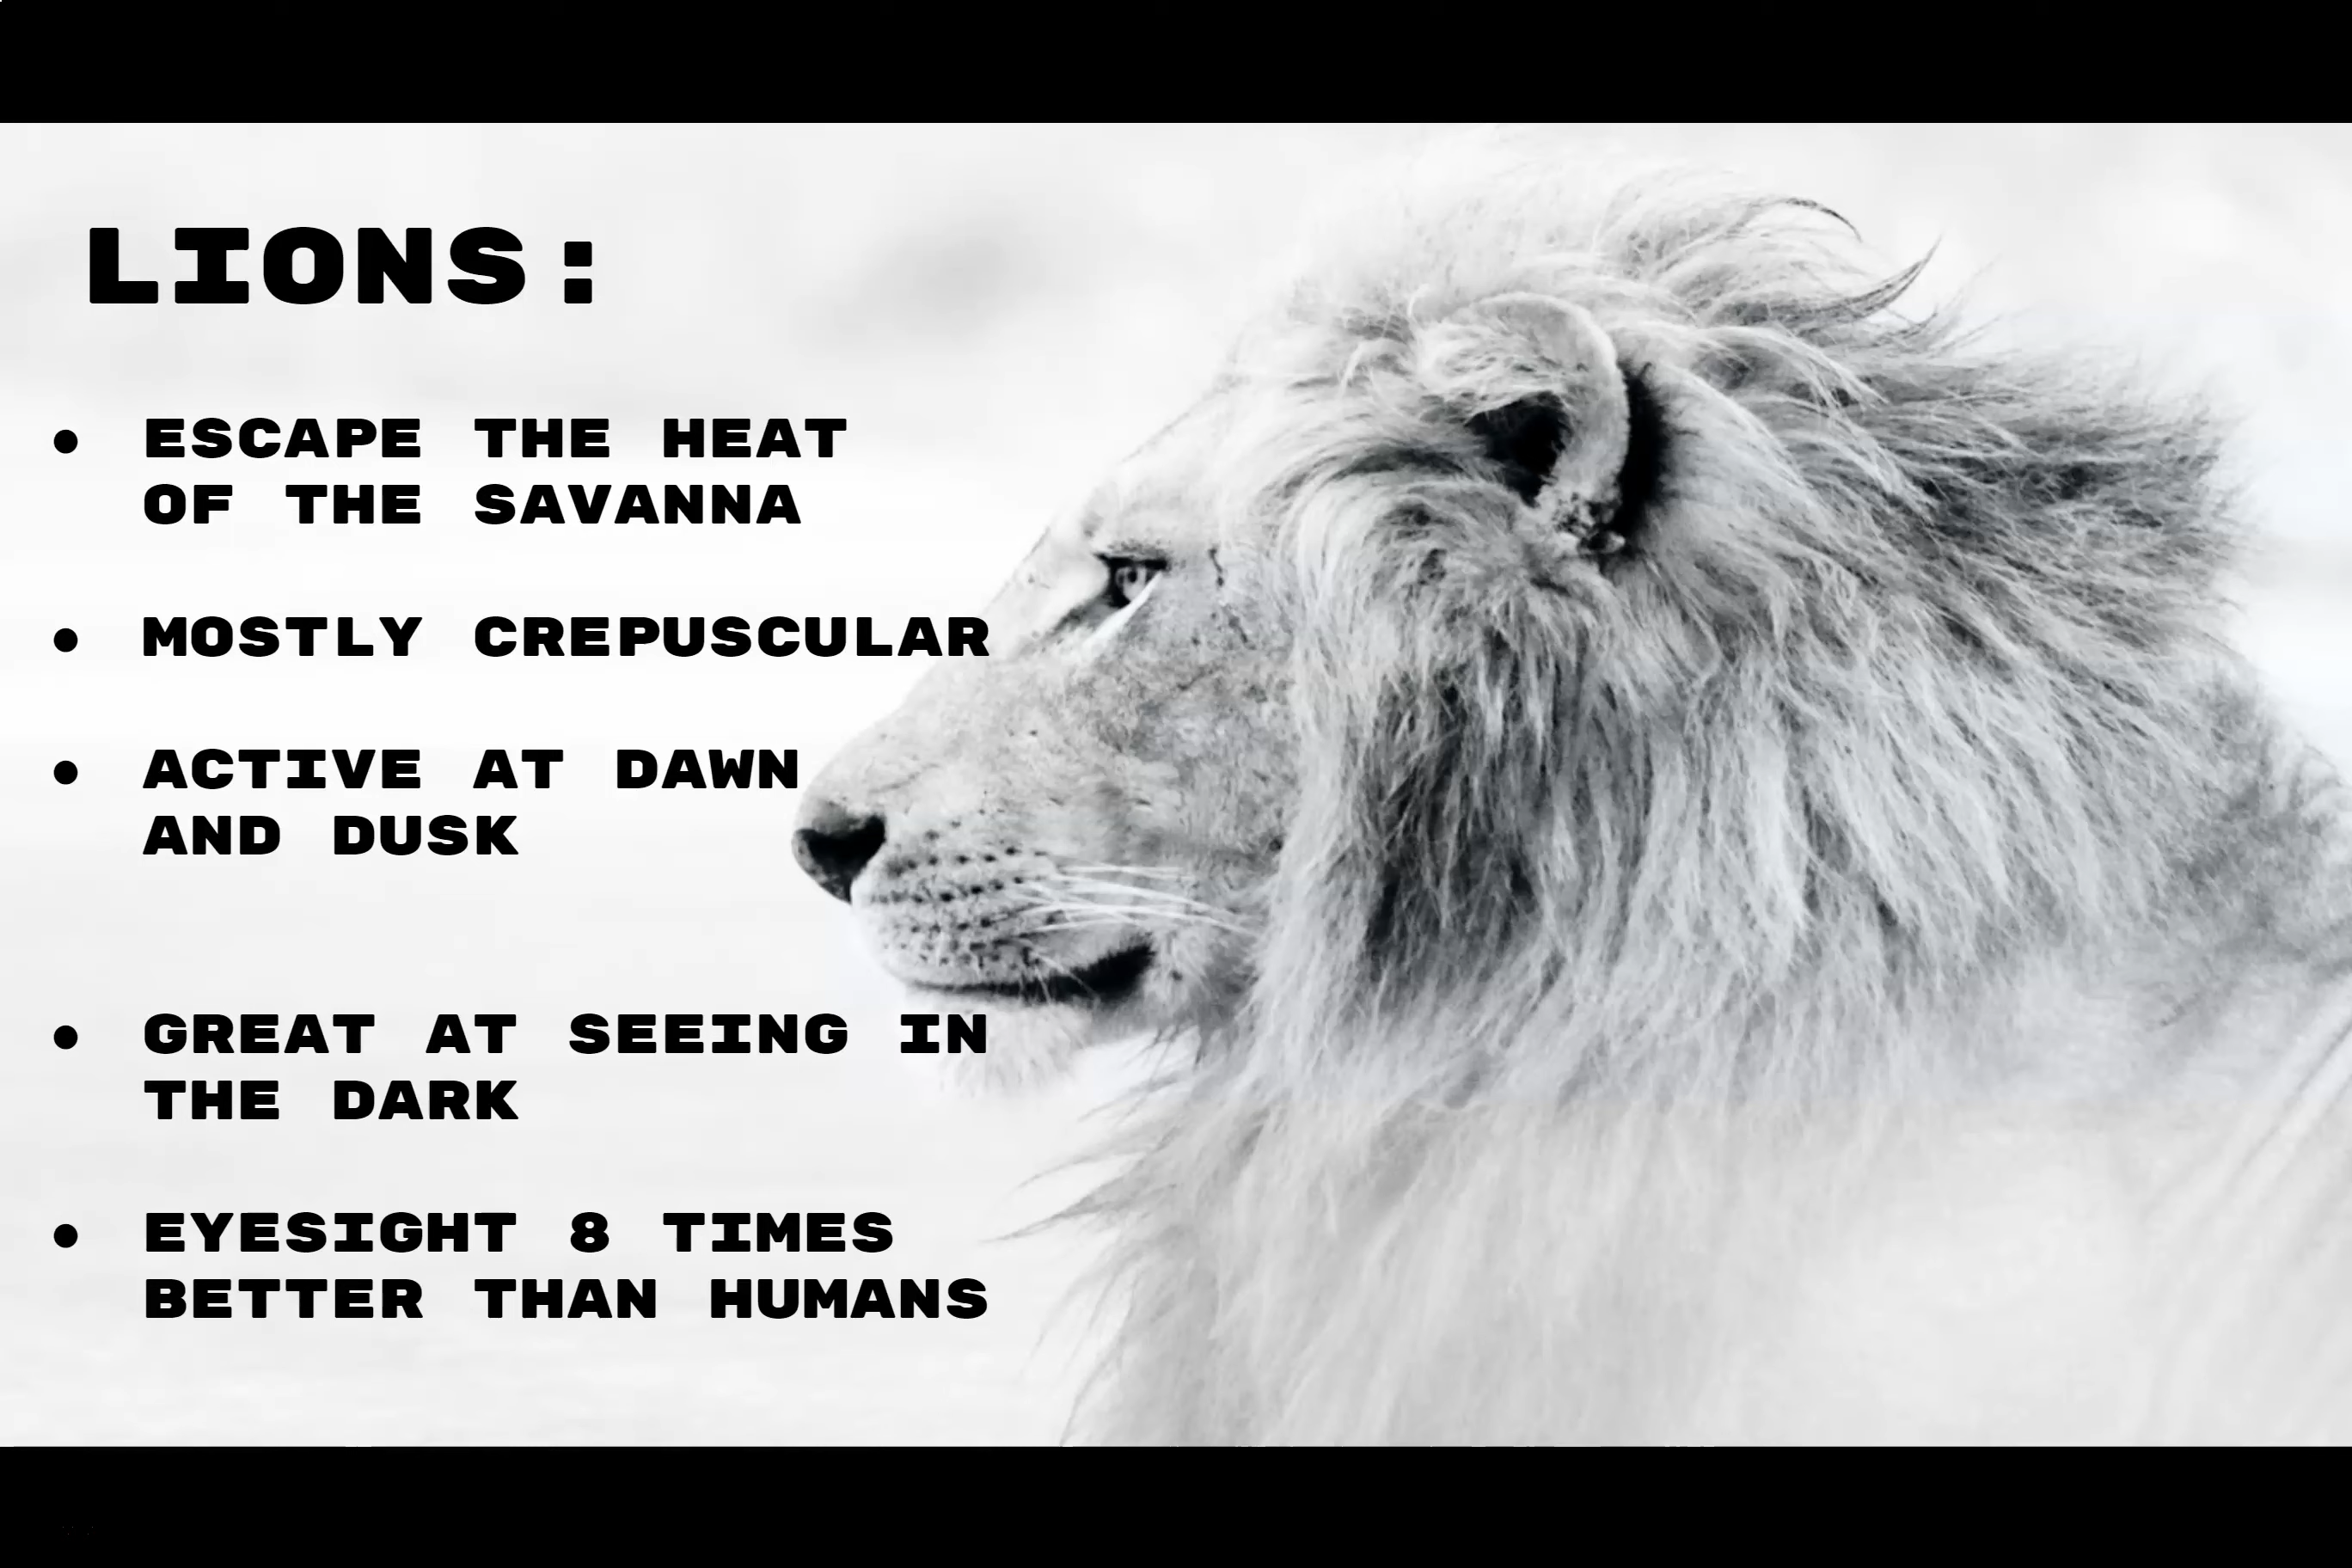 LIONS:
• ESCAPE THE HEAT
OF THE SAVANNA
• MOSTLY CREPUSCULAR
• ACTIVE AT DAWN
AND DUSK
• GREAT AT SEEING IN
THE DARK
• EYESIGHT 8 TIMES
BETTER THAN HUMANS